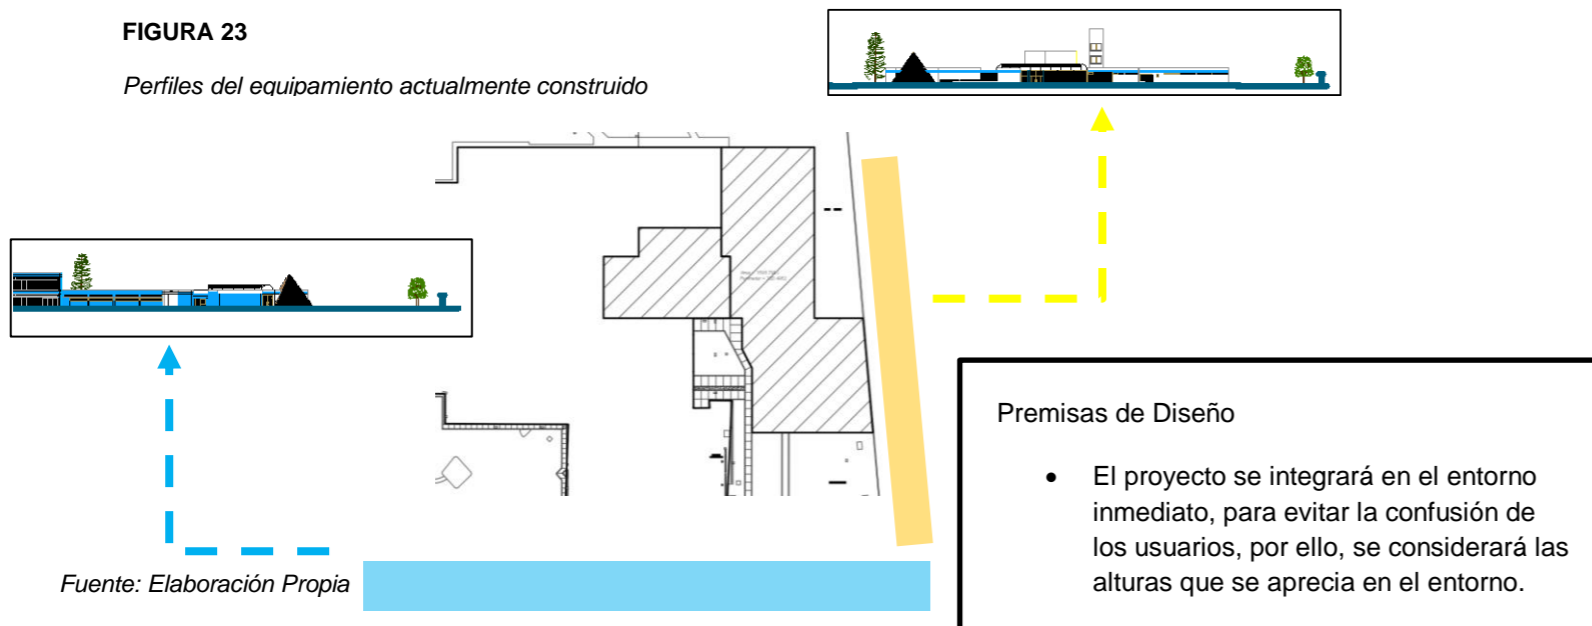 FIGURA 23
Perfiles del equipamiento actualmente construido
Premisas de Diseño
• El proyecto se integrará en el entorno
inmediato, para evitar la confusión de
los usuarios, por ello, se considerará las
alturas que se aprecia en el entorno.
Fuente: Elaboración Propia